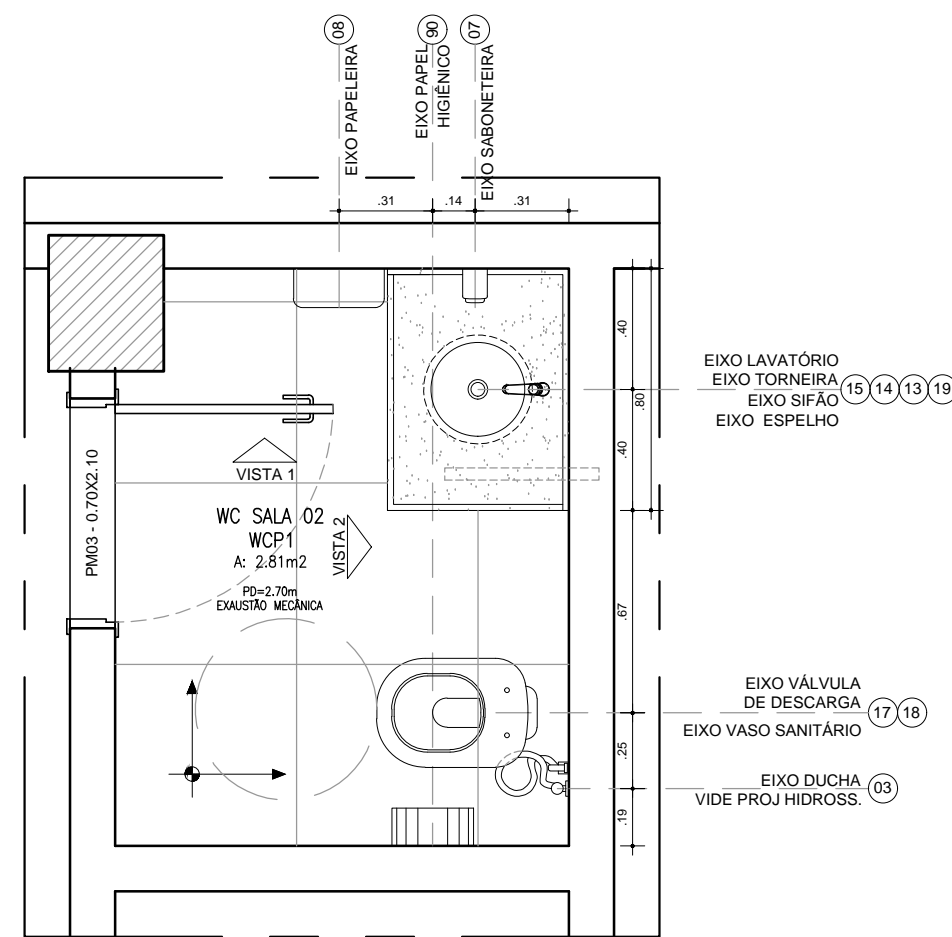 08
EIXO PAPELEIRA
90
EIXO PAPEL
HIGIÊNICO
07
EIXO SABONETEIRA
.31
.14
.31
.40
.80
.40
EIXO LAVATÓRIO
EIXO TORNEIRA
EIXO SIFÃO
EIXO ESPELHO
15
14
13
19
PM03 - 0.70X2.10
VISTA 1
WC SALA 02
WCP1
A: 2.81m2
PD=2.70m
EXAUSTÃO MECÂNICA
VISTA 2
.67
EIXO VÁLVULA
DE DESCARGA
EIXO VASO SANITÁRIO
17
18
.25
EIXO DUCHA
VIDE PROJ HIDROSS.
03
.19